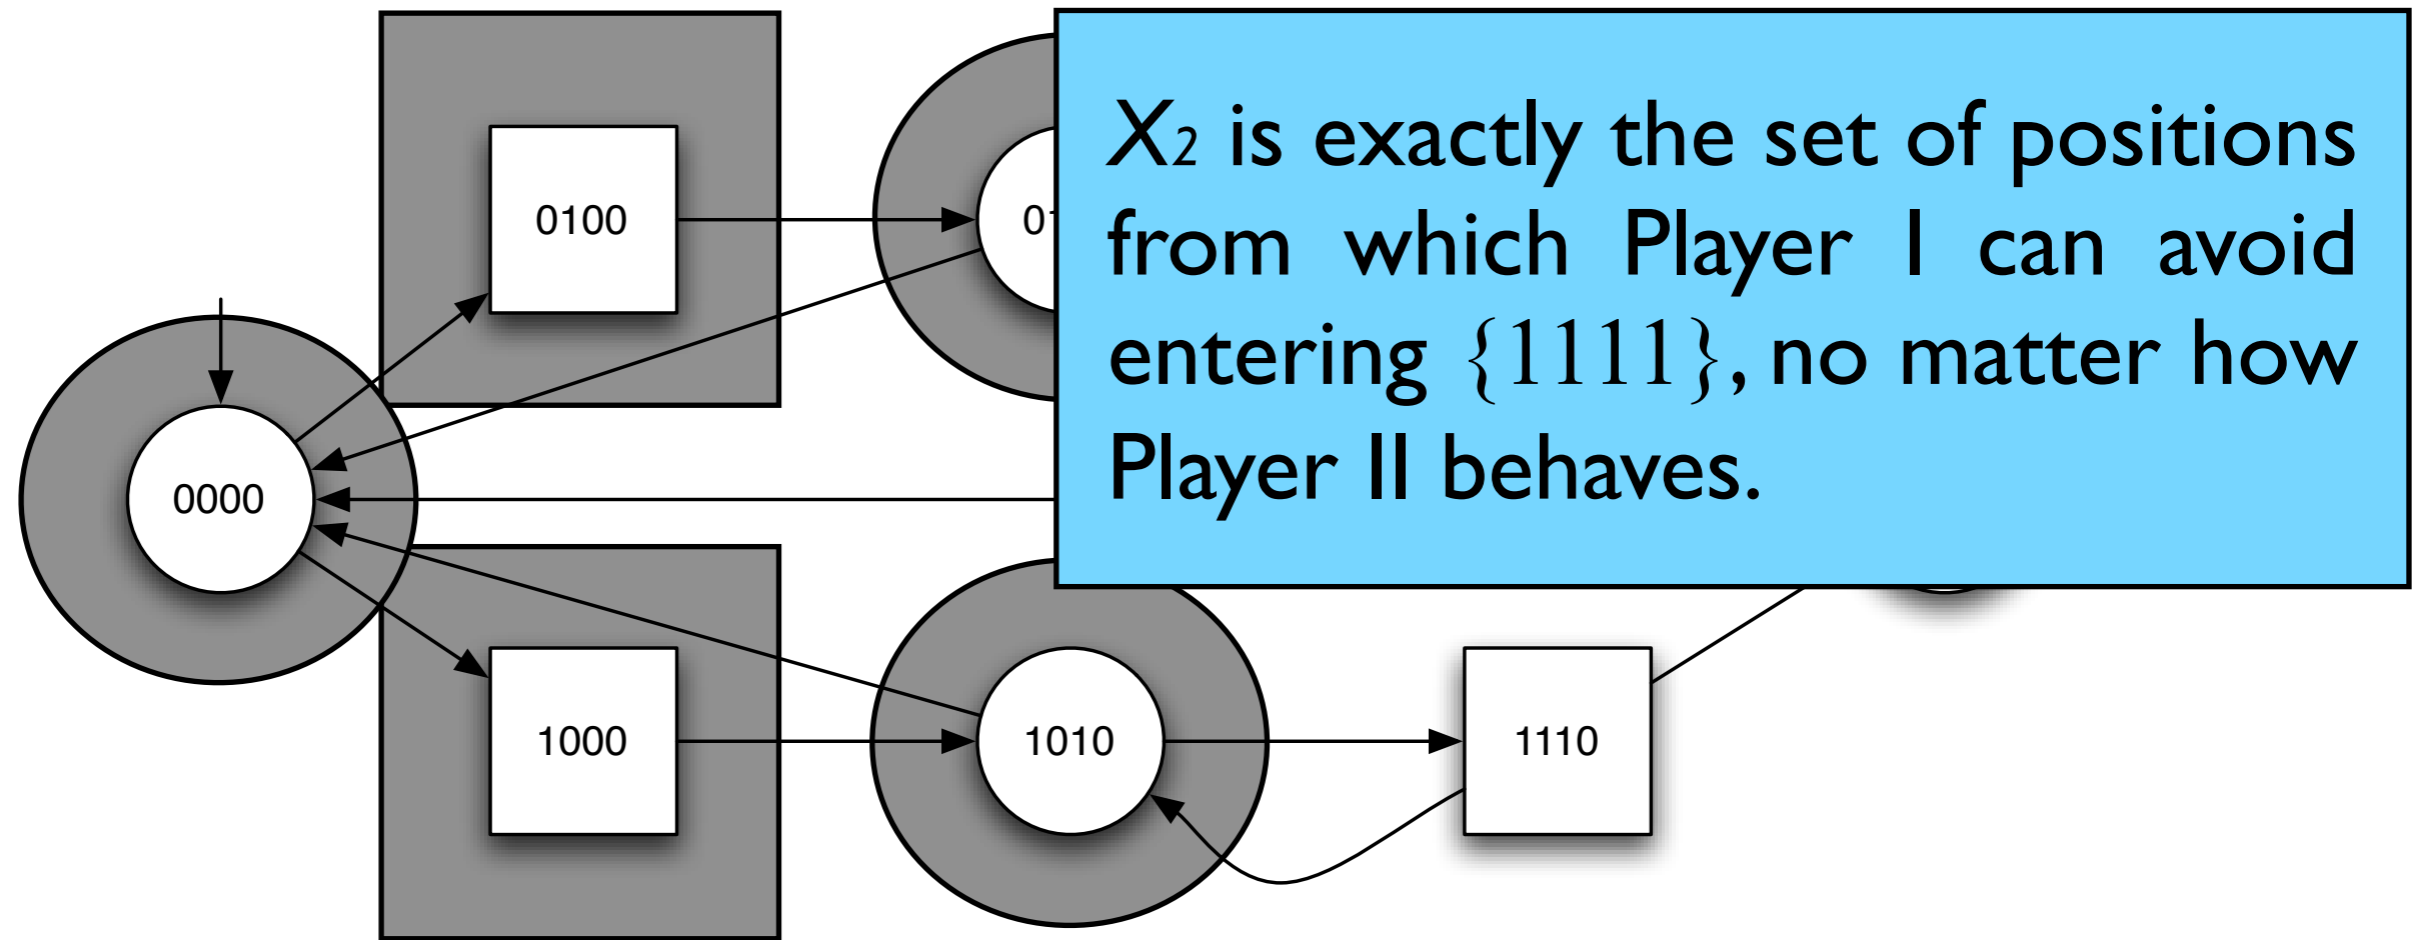 0100
X2 is exactly the set of positions
from which Player I can avoid
entering {1111}, no matter how
Player II behaves.
0000
1000
1010
1110